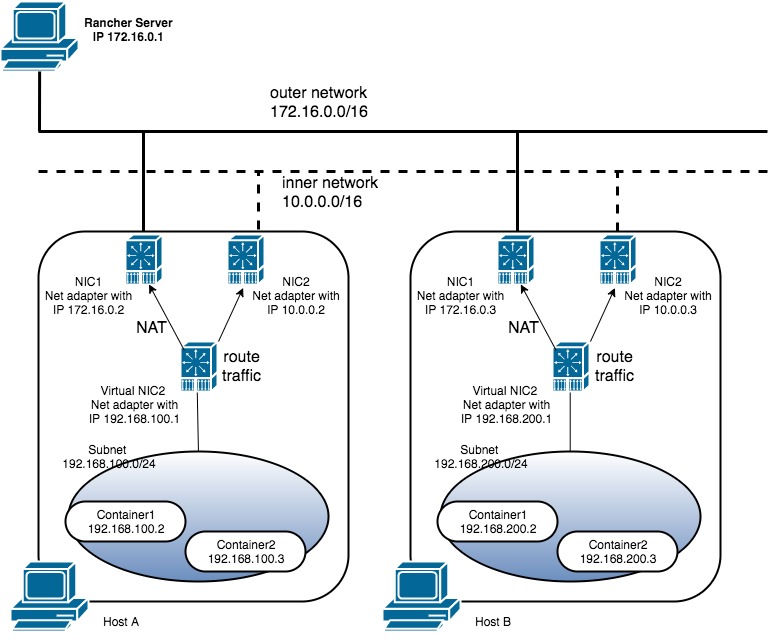 Rancher Server
IP 172.16.0.1
outer network
172.16.0.0/16
inner network
10.0.0.0/16
NIC1
Net adapter with
IP 172.16.0.2
NIC2
Net adapter with
IP 10.0.0.2
NAT
route
traffic
Virtual NIC2
Net adapter with
IP 192.168.100.1
Subnet
192.168.100.0/24
Container1
192.168.100.2
Container2
192.168.100.3
Host A
NIC1
Net adapter with
IP 172.16.0.3
NIC2
Net adapter with
IP 10.0.0.3
NAT
route
traffic
Virtual NIC2
Net adapter with
IP 192.168.200.1
Subnet
192.168.200.0/24
Container1
192.168.200.2
Container2
192.168.200.3
Host B